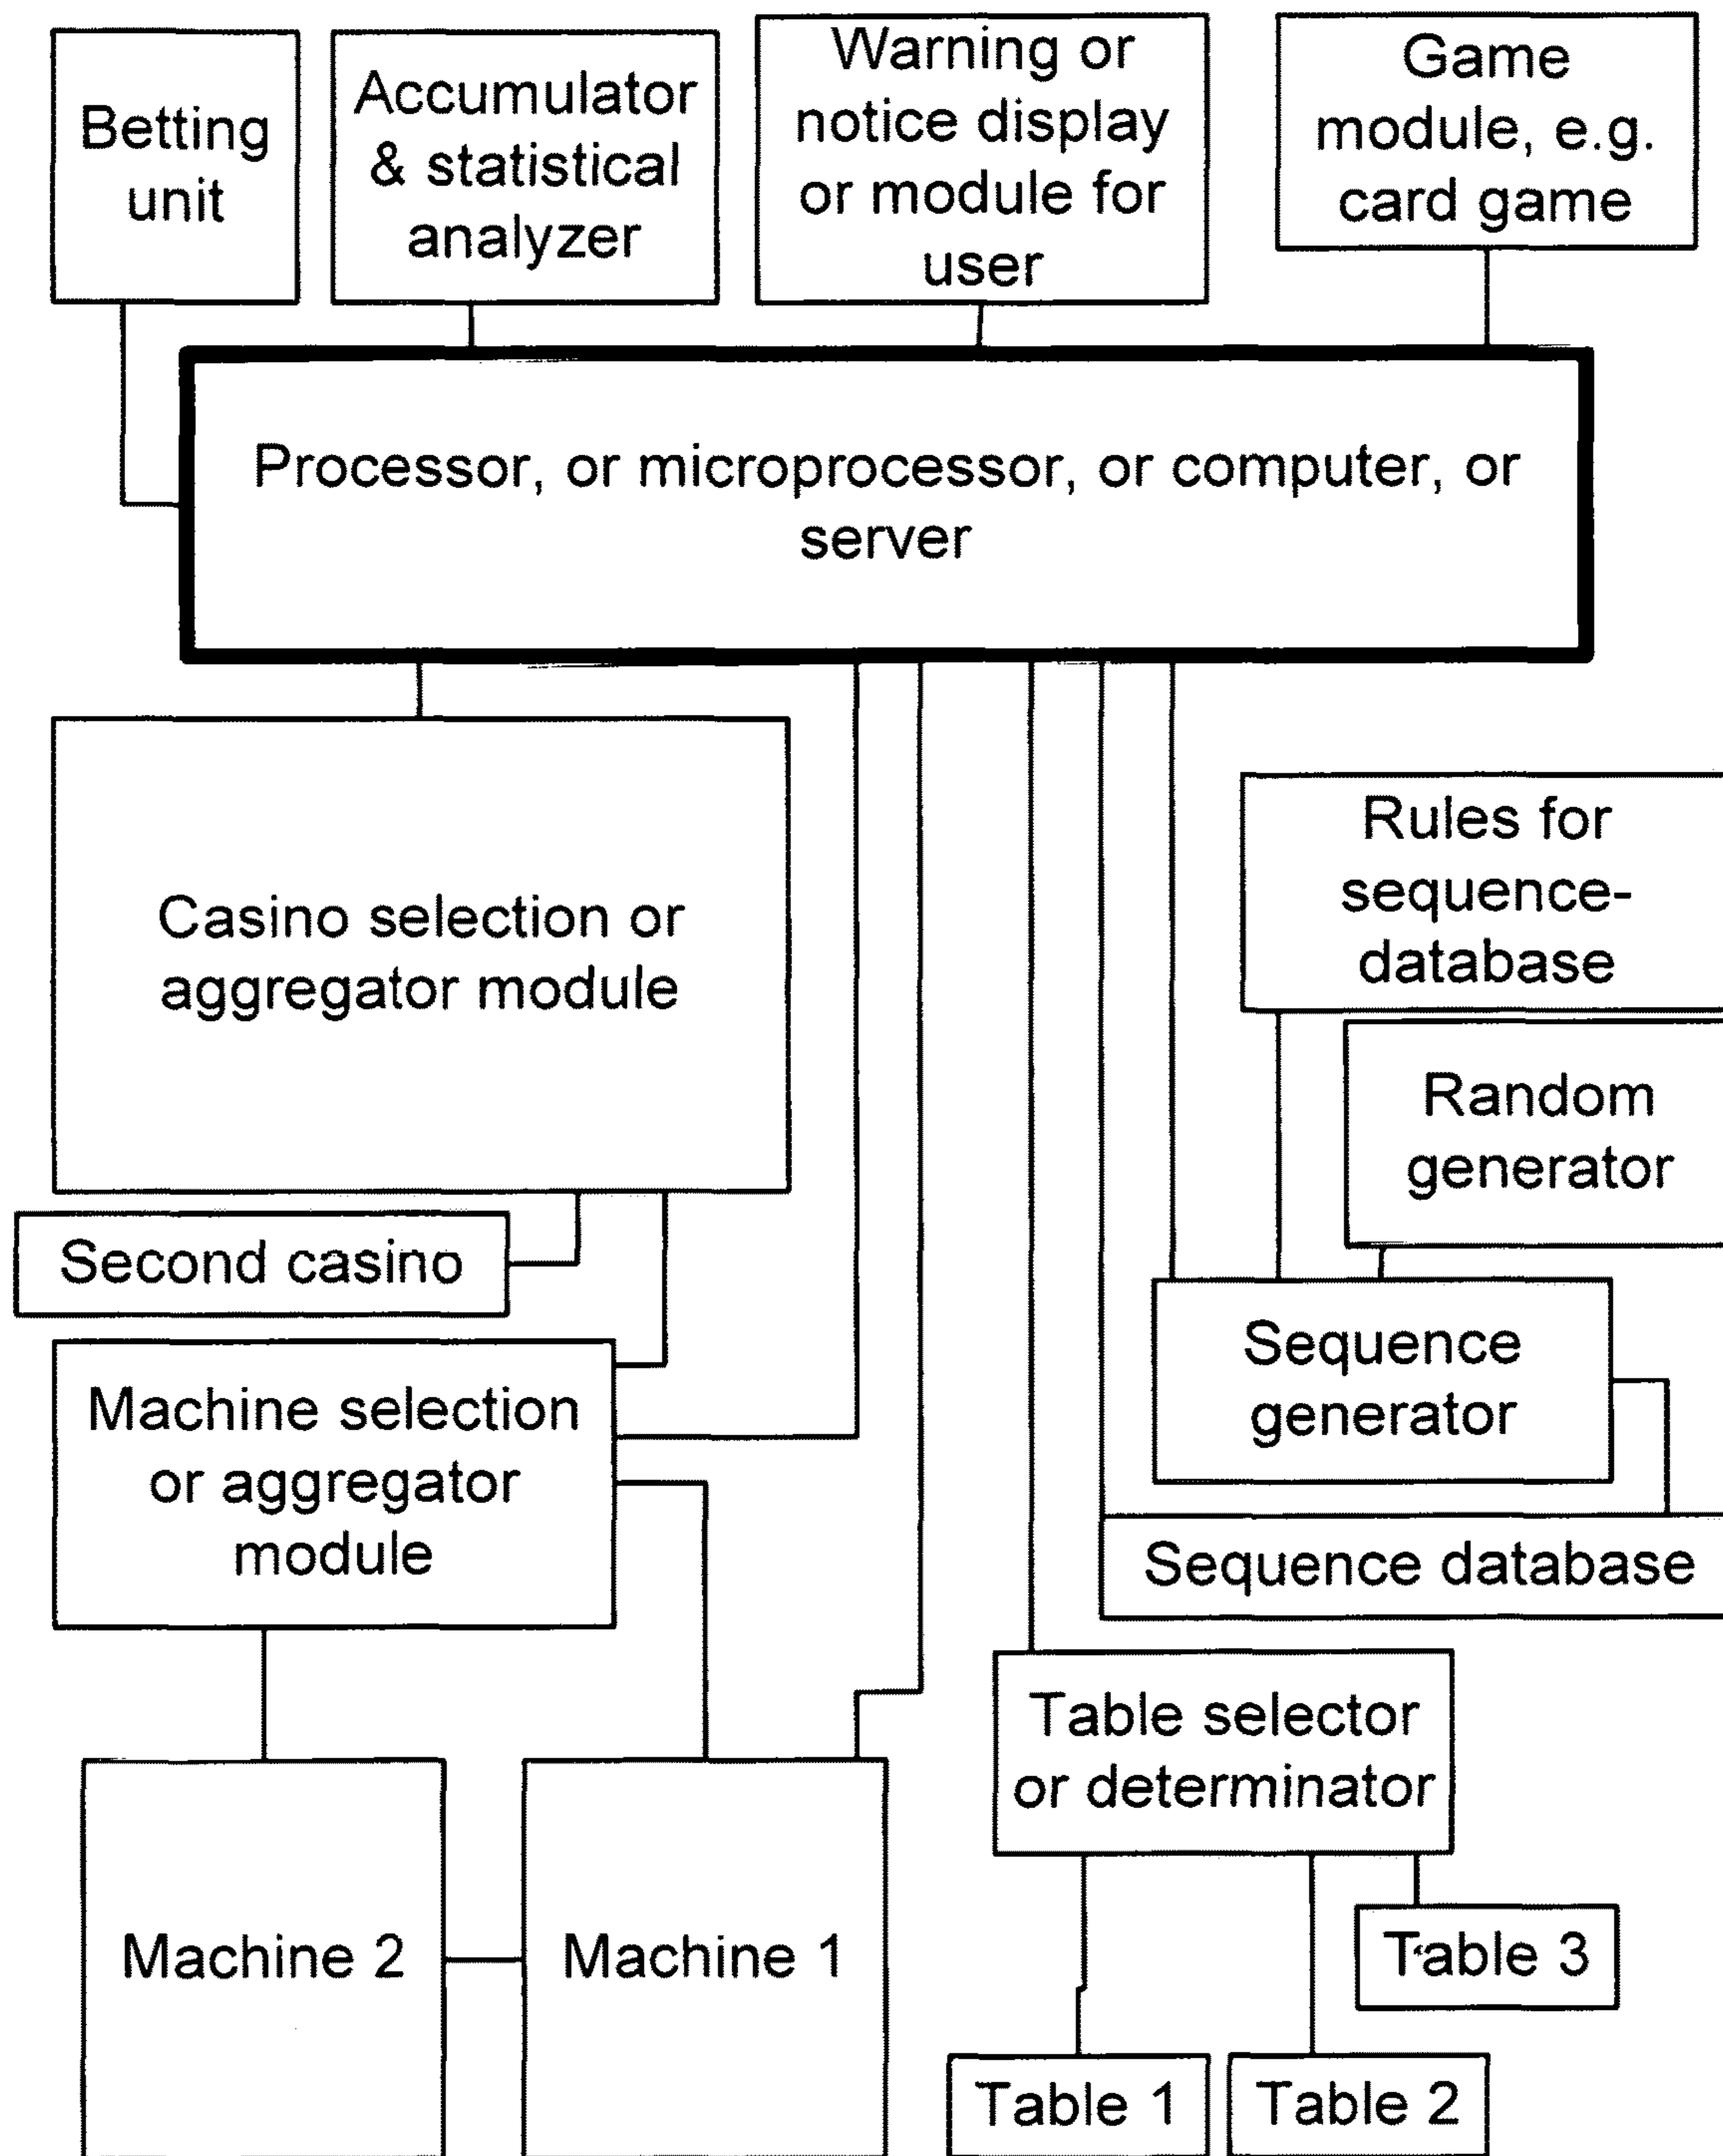 Betting
unit
Accumulator
& statistical
analyzer
Warning or
notice display
or module for
user
Game
module, e.g.
card game
Processor, or microprocessor, or computer, or
server
Casino selection or
aggregator module
Rules for
sequence-
database
Random
generator
Second casino
Sequence
generator
Machine selection
or aggregator
module
Sequence database
Table selector
or determinator
Machine 2
Machine 1
Table 3
Table 1
Table 2